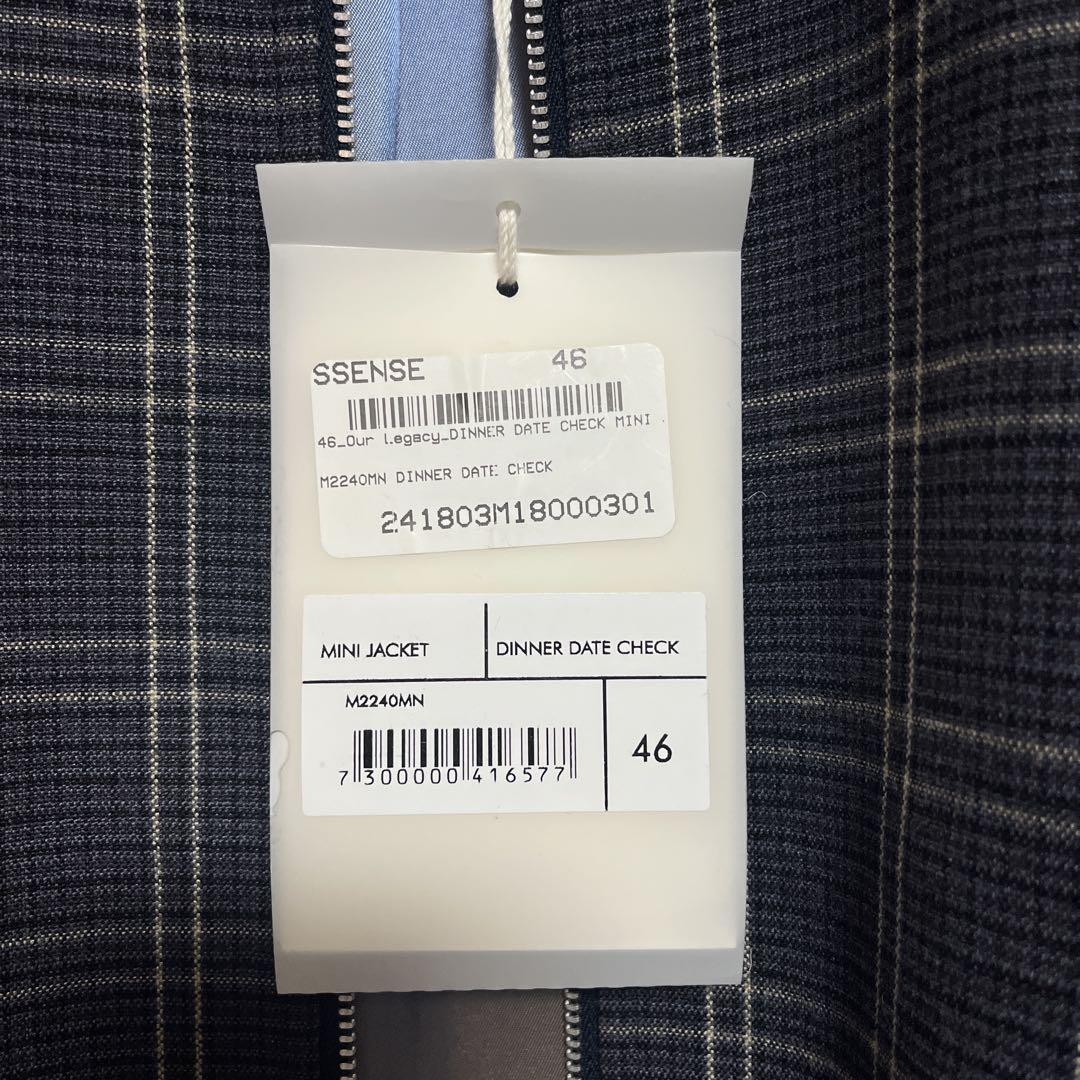 SSENSE 46
46_Our Legacy_DINNER DATE CHECK MINI
M2240MN DINNER DATE CHECK
241803M18000301
MINI JACKET DINNER DATE CHECK
M2240MN
46
7 300000 416577